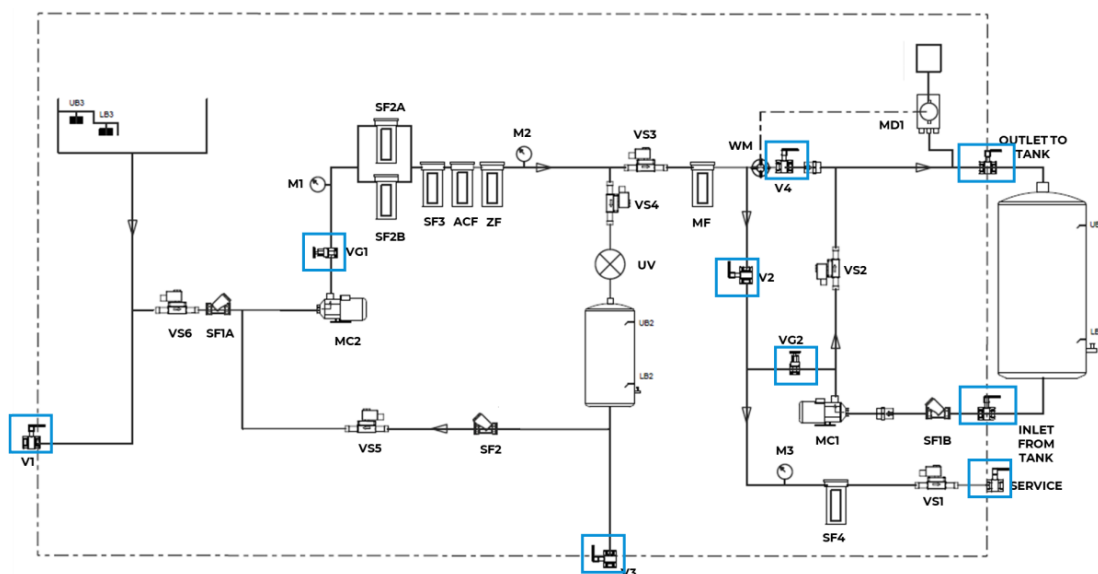 UB3
LB3
SF2A
M2
VS3
WM
MD1
OUTLET TO
TANK
M1
V4
VS4
SF3
ACF
ZF
MF
SF2B
VG1
UV
V2
VS2
UB2
VG2
VS6
SF1A
MC2
LB2
MC1
SF1B
INLET
FROM
TANK
V1
VS5
SF2
M3
VS1
SERVICE
SF4
V3